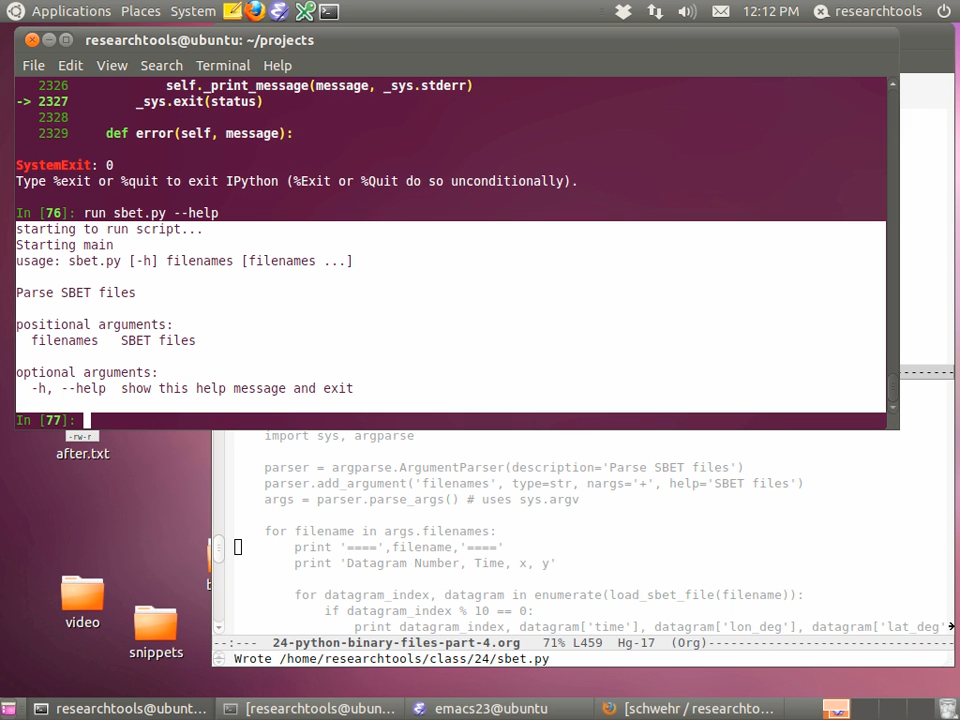 Applications Places System 12:12 PM researchtools
researchtools@ubuntu: ~/projects
File Edit View Search Terminal Help
2326 self._print_message(message, _sys.stderr)
-> 2327 _sys.exit(status)
2328
2329 def error(self, message):
SystemExit: 0
Type %exit or %quit to exit IPython (%Exit or %Quit do so unconditionally).
In [76]: run sbet.py --help
starting to run script...
Starting main
usage: sbet.py [-h] filenames [filenames ...]
Parse SBET files
positional arguments:
filenames SBET files
optional arguments:
-h, --help show this help message and exit
In [77]:
-rw-r
after.txt
import sys, argparse
parser = argparse.ArgumentParser(description='Parse SBET files')
parser.add_argument('filenames', type=str, nargs='+', help='SBET files')
args = parser.parse_args() # uses sys.argv
for filename in args.filenames:
print '====',filename,'===='
print 'Datagram Number, Time, x, y'
for datagram_index, datagram in enumerate(load_sbet_file(filename)):
if datagram_index % 10 == 0:
print datagram_index, datagram['time'], datagram['lon_deg'], datagram['lat_deg'
b
video
snippets
--:--- 24-python-binary-files-part-4.org 71% L459 Hg-17 (Org)
Wrote /home/researchtools/class/24/sbet.py
researchtools@ubuntu:... [researchtools@ubun... emacs23@ubuntu [schwehr / researchto...